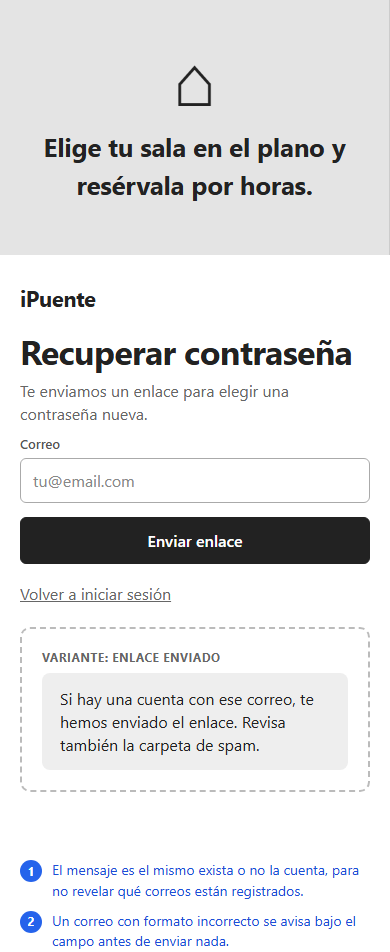 Elige tu sala en el plano y
resérvala por horas.
iPuente
Recuperar contraseña
Te enviamos un enlace para elegir una
contraseña nueva.
Correo
tu@email.com
Enviar enlace
Volver a iniciar sesión
VARIANTE: ENLACE ENVIADO
Si hay una cuenta con ese correo, te
hemos enviado el enlace. Revisa
también la carpeta de spam.
1 El mensaje es el mismo exista o no la cuenta, para
no revelar qué correos están registrados.
2 Un correo con formato incorrecto se avisa bajo el
campo antes de enviar nada.